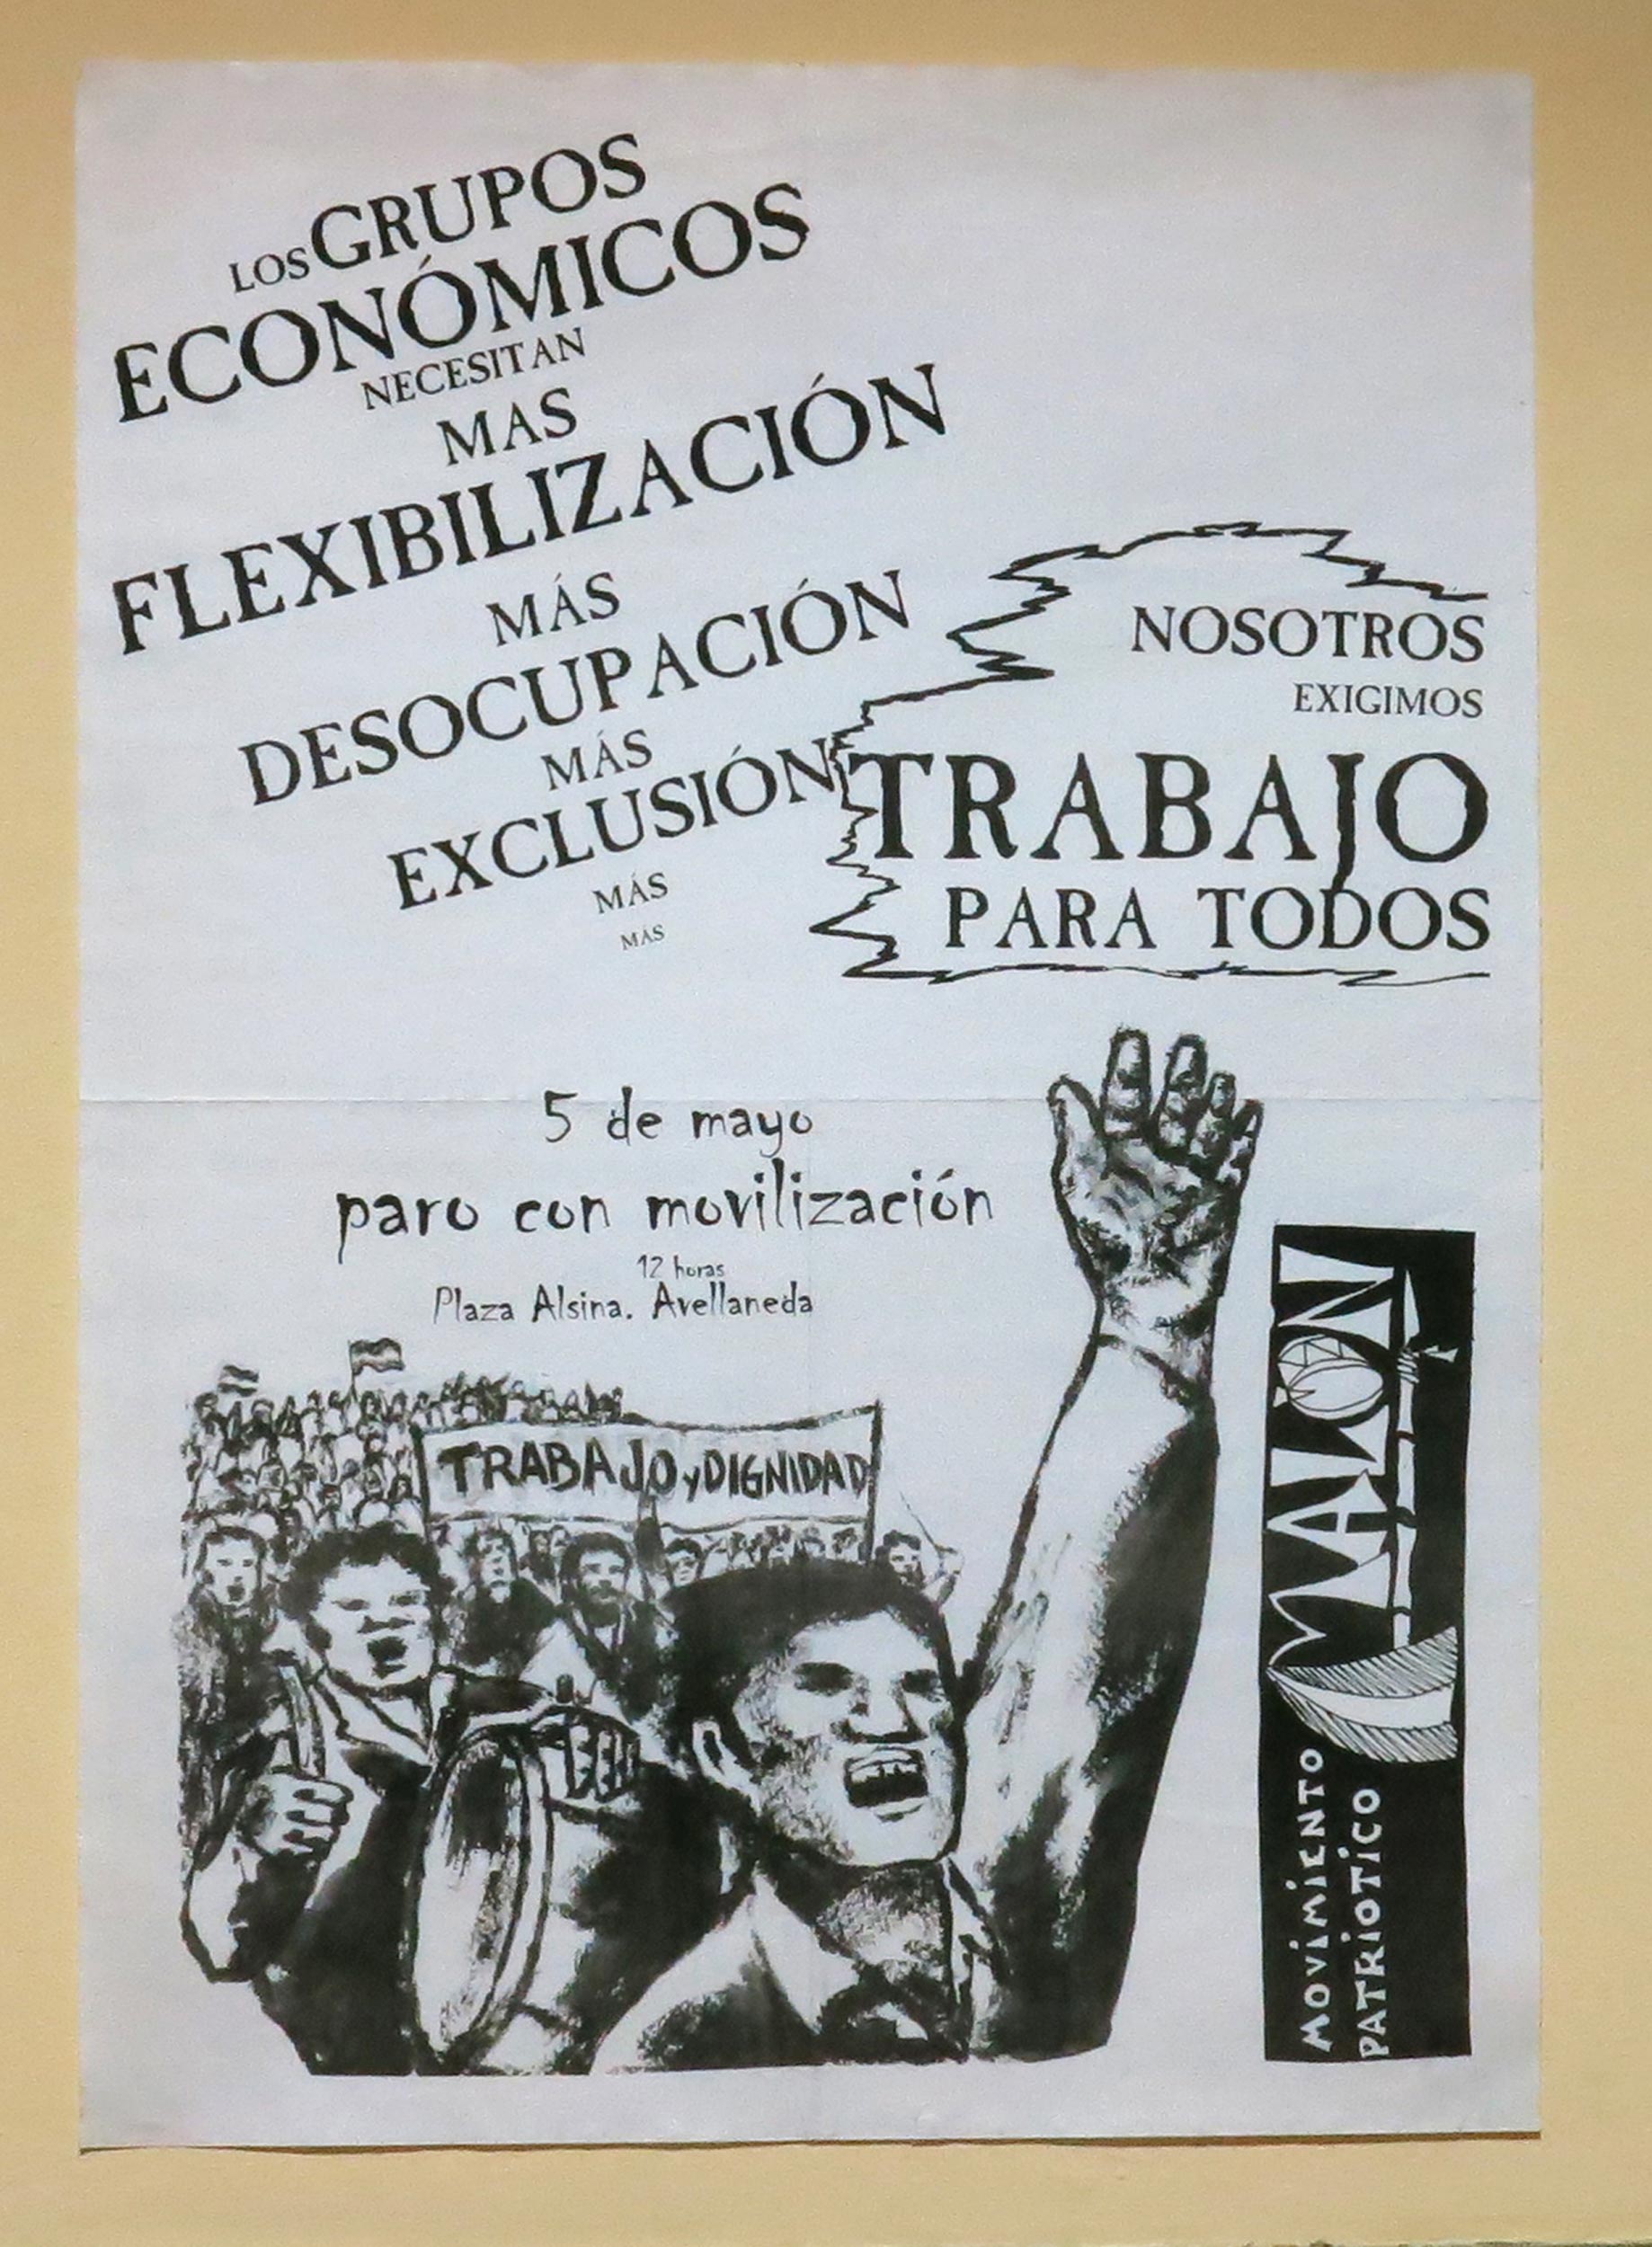 LOS GRUPOS
ECONÓMICOS
NECESITAN
MAS
FLEXIBILIZACIÓN
MÁS
DESOCUPACIÓN
MÁS
EXCLUSIÓN
MÁS
MÁS
NOSOTROS
EXIGIMOS
TRABAJO
PARA TODOS
5 de mayo
paro con movilización
12 horas
Plaza Alsina. Avellaneda
TRABAJO y DIGNIDAD
MALON
MOVIMIENTO
PATRIOTICO